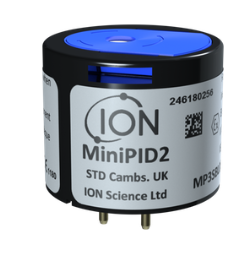 246180256
ION
MiniPID2
STD Cambs. UK
ION Science Ltd